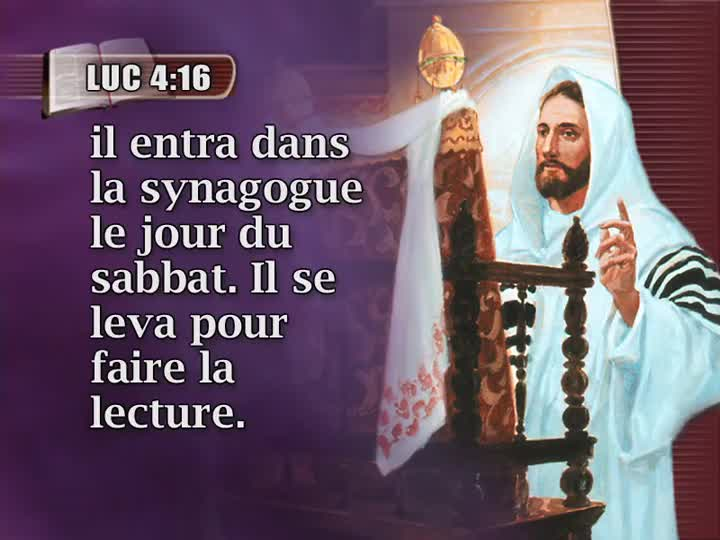 LUC 4:16
il entra dans
la synagogue
le jour du
sabbat. Il se
leva pour
faire la
lecture.